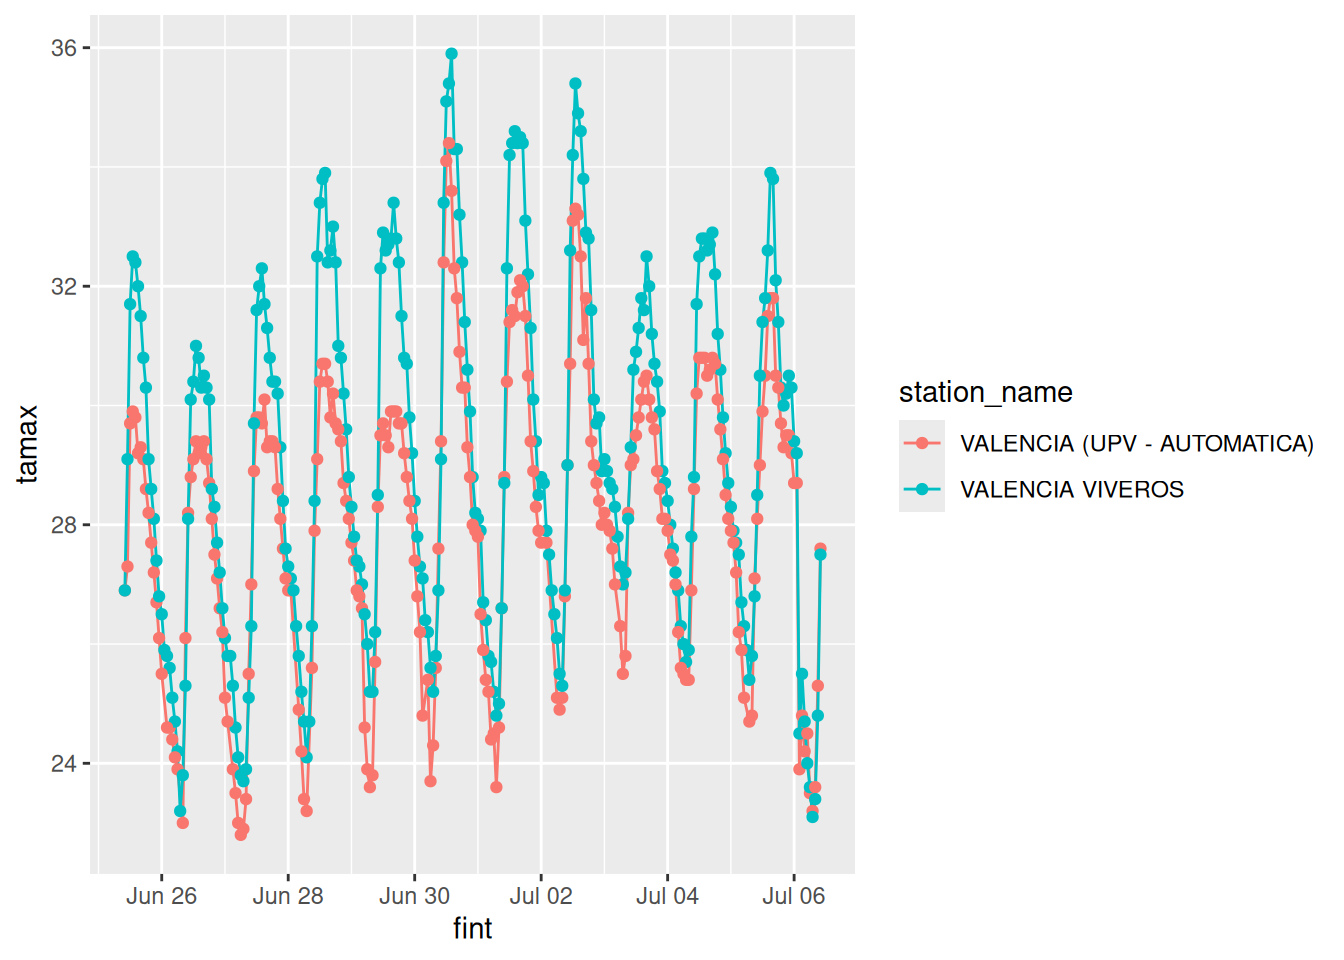 36
32
28
24
tamax
Jun 26
Jun 28
Jun 30
Jul 02
Jul 04
Jul 06
fint
station_name
VALENCIA (UPV - AUTOMATICA)
VALENCIA VIVEROS